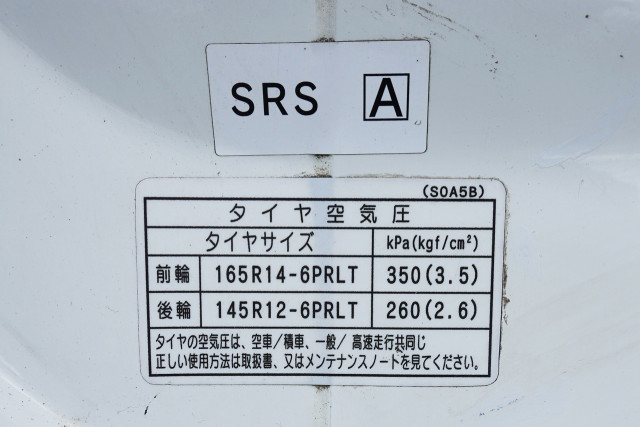 SRS A
(S0A5B)
タイヤ空気圧
タイヤサイズ kPa(kgf/cm²)
前輪 165R14-6PRLT 350(3.5)
後輪 145R12-6PRLT 260(2.6)
タイヤの空気圧は、空車/積車、一般/高速走行共同じ
正しい使用方法は取扱書、又はメンテナンスノートを見てください。